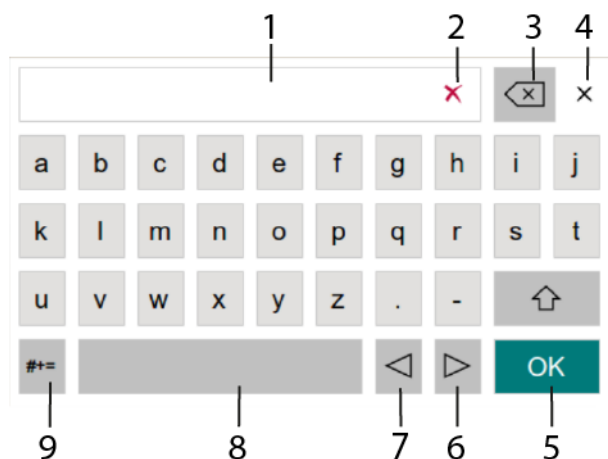 1 2 3 4
a b c d e f g h i j
k l m n o p q r s t
u v w x y z . -
#+= OK
9 8 7 6 5